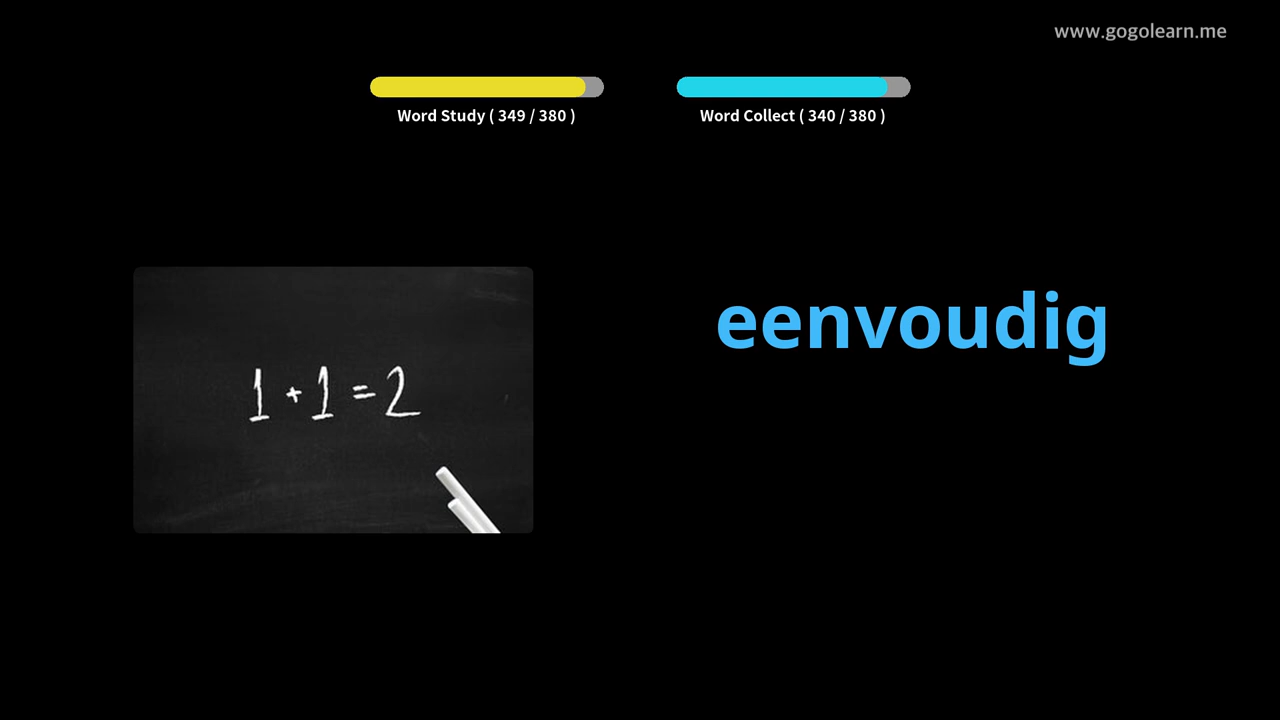 www.gogolearn.me
Word Study ( 349 / 380 )
Word Collect ( 340 / 380 )
eenvoudig
1 + 1 = 2